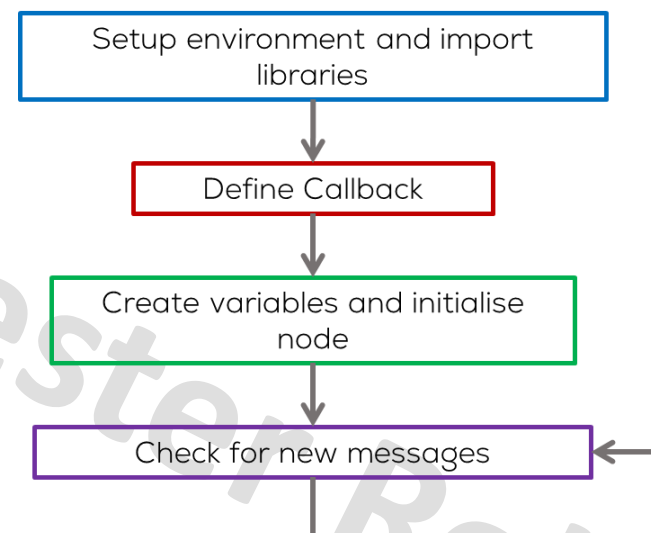 Setup environment and import
libraries
Define Callback
Create variables and initialise
node
Check for new messages